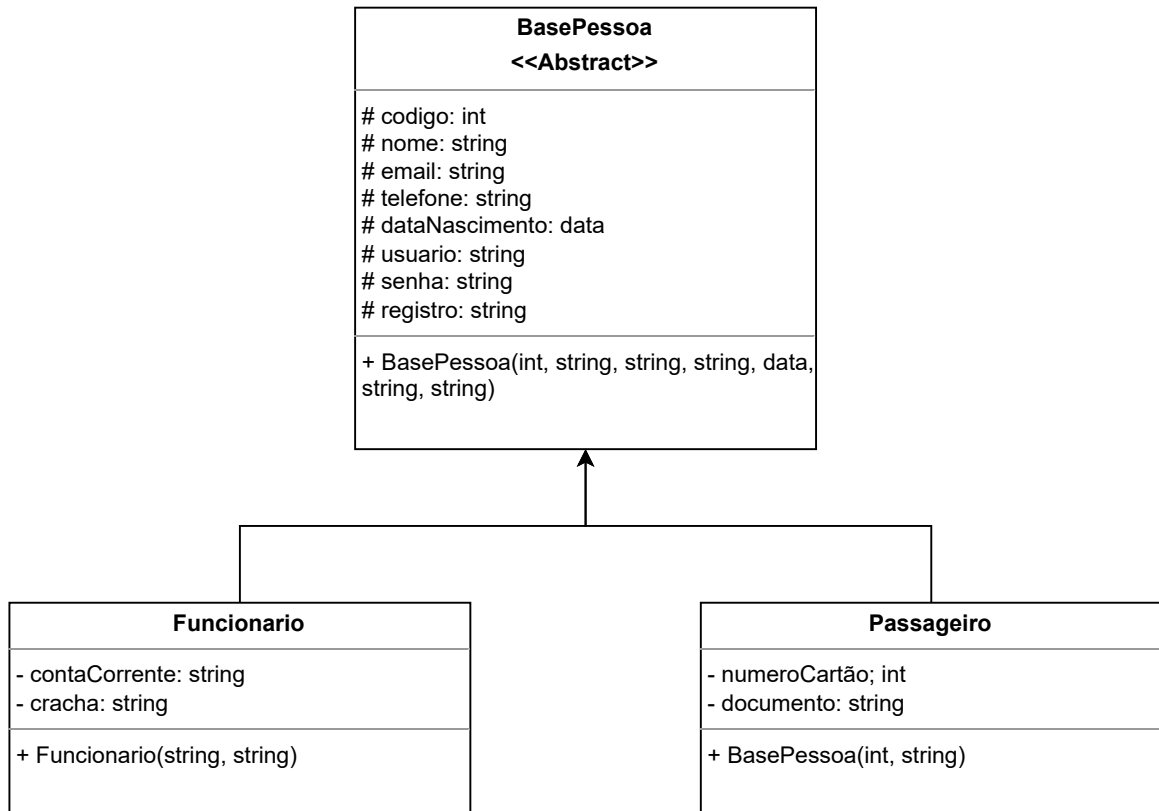 BasePessoa
<<Abstract>>
# codigo: int
# nome: string
# email: string
# telefone: string
# dataNascimento: data
# usuario: string
# senha: string
# registro: string
+ BasePessoa(int, string, string, string, data,
string, string)
Funcionario
- contaCorrente: string
- cracha: string
+ Funcionario(string, string)
Passageiro
- numeroCartão; int
- documento: string
+ BasePessoa(int, string)